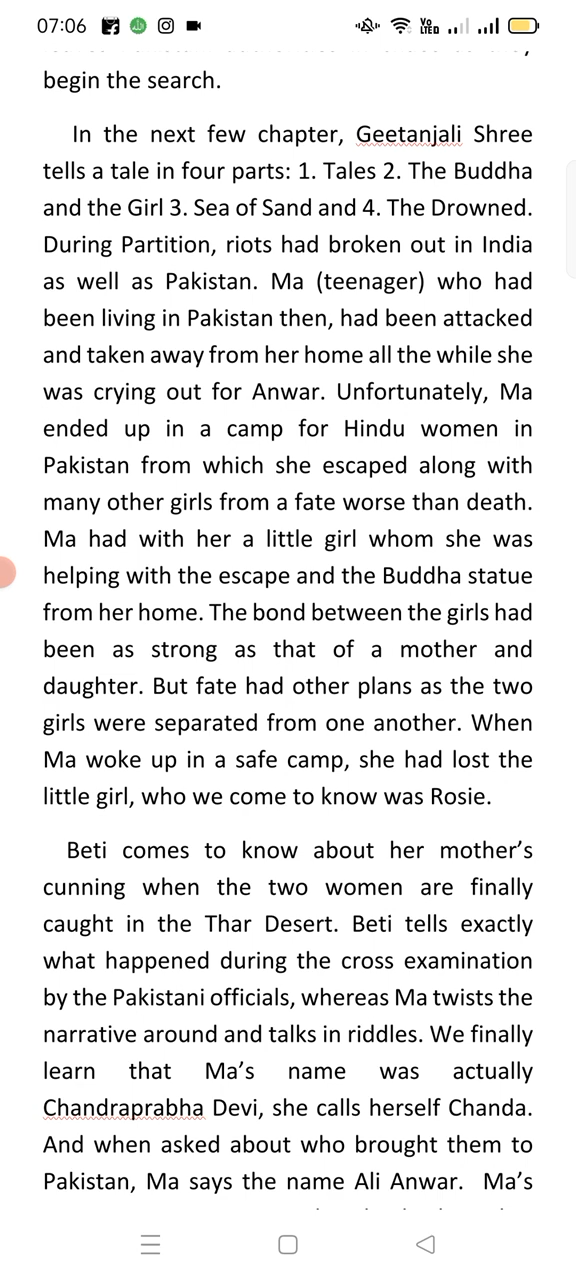 07:06
Vo
LTED
begin the search.
In the next few chapter, Geetanjali Shree
tells a tale in four parts: 1. Tales 2. The Buddha
and the Girl 3. Sea of Sand and 4. The Drowned.
During Partition, riots had broken out in India
as well as Pakistan. Ma (teenager) who had
been living in Pakistan then, had been attacked
and taken away from her home all the while she
was crying out for Anwar. Unfortunately, Ma
ended up in a camp for Hindu women in
Pakistan from which she escaped along with
many other girls from a fate worse than death.
Ma had with her a little girl whom she was
helping with the escape and the Buddha statue
from her home. The bond between the girls had
been as strong as that of a mother and
daughter. But fate had other plans as the two
girls were separated from one another. When
Ma woke up in a safe camp, she had lost the
little girl, who we come to know was Rosie.
Beti comes to know about her mother’s
cunning when the two women are finally
caught in the Thar Desert. Beti tells exactly
what happened during the cross examination
by the Pakistani officials, whereas Ma twists the
narrative around and talks in riddles. We finally
learn that Ma’s name was actually
Chandraprabha Devi, she calls herself Chanda.
And when asked about who brought them to
Pakistan, Ma says the name Ali Anwar. Ma’s